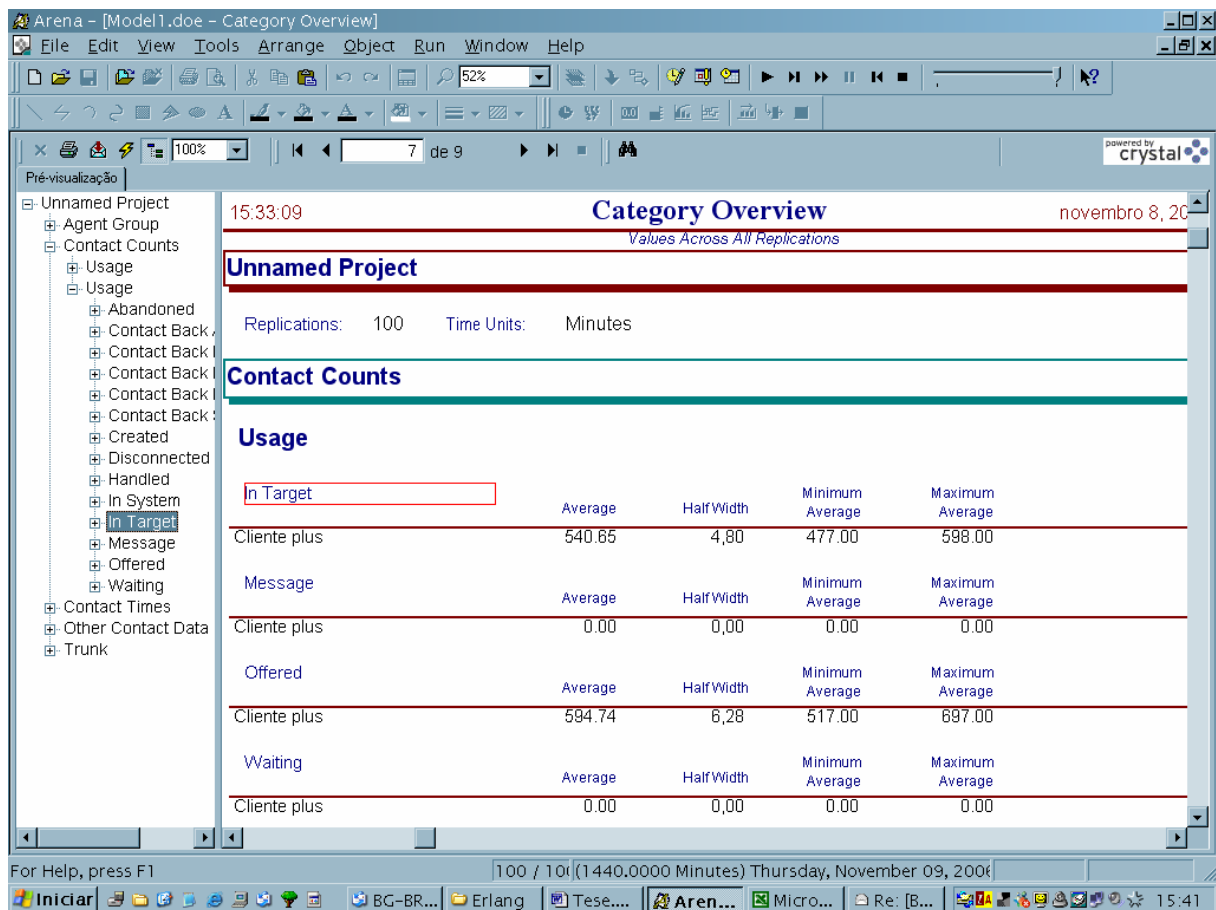 Arena - [Model1.doe - Category Overview]
File Edit View Tools Arrange Object Run Window Help
52%
100% 7 de 9 powered by crystal
Pré-visualização
Unnamed Project
Agent Group
Contact Counts
Usage
Usage
Abandoned
Contact Back
Contact Back
Contact Back
Contact Back
Contact Back
Created
Disconnected
Handled
In System
In Target
Message
Offered
Waiting
Contact Times
Other Contact Data
Trunk
15:33:09 Category Overview novembro 8, 20
Values Across All Replications
Unnamed Project
Replications: 100 Time Units: Minutes
Contact Counts
Usage
In Target Average Half Width Minimum Average Maximum Average
Cliente plus 540.65 4,80 477.00 598.00
Message Average Half Width Minimum Average Maximum Average
Cliente plus 0.00 0,00 0.00 0.00
Offered Average Half Width Minimum Average Maximum Average
Cliente plus 594.74 6,28 517.00 697.00
Waiting Average Half Width Minimum Average Maximum Average
Cliente plus 0.00 0,00 0.00 0.00
For Help, press F1 100 / 10 (1440.0000 Minutes) Thursday, November 09, 2006
Iniciar BG-BR... Erlang Tese.... Aren... Micro... Re: [B... 15:41